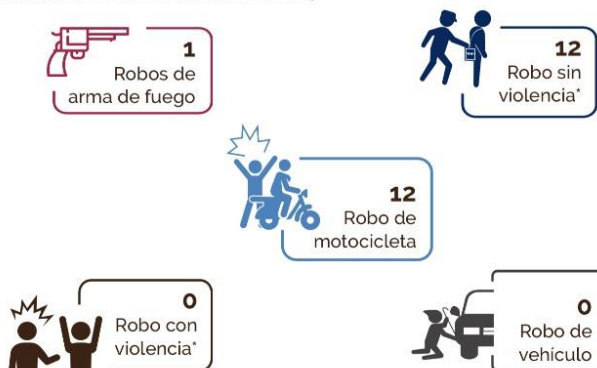 1
Robos de
arma de fuego
12
Robo sin
violencia*
12
Robo de
motocicleta
0
Robo con
violencia*
0
Robo de
vehículo